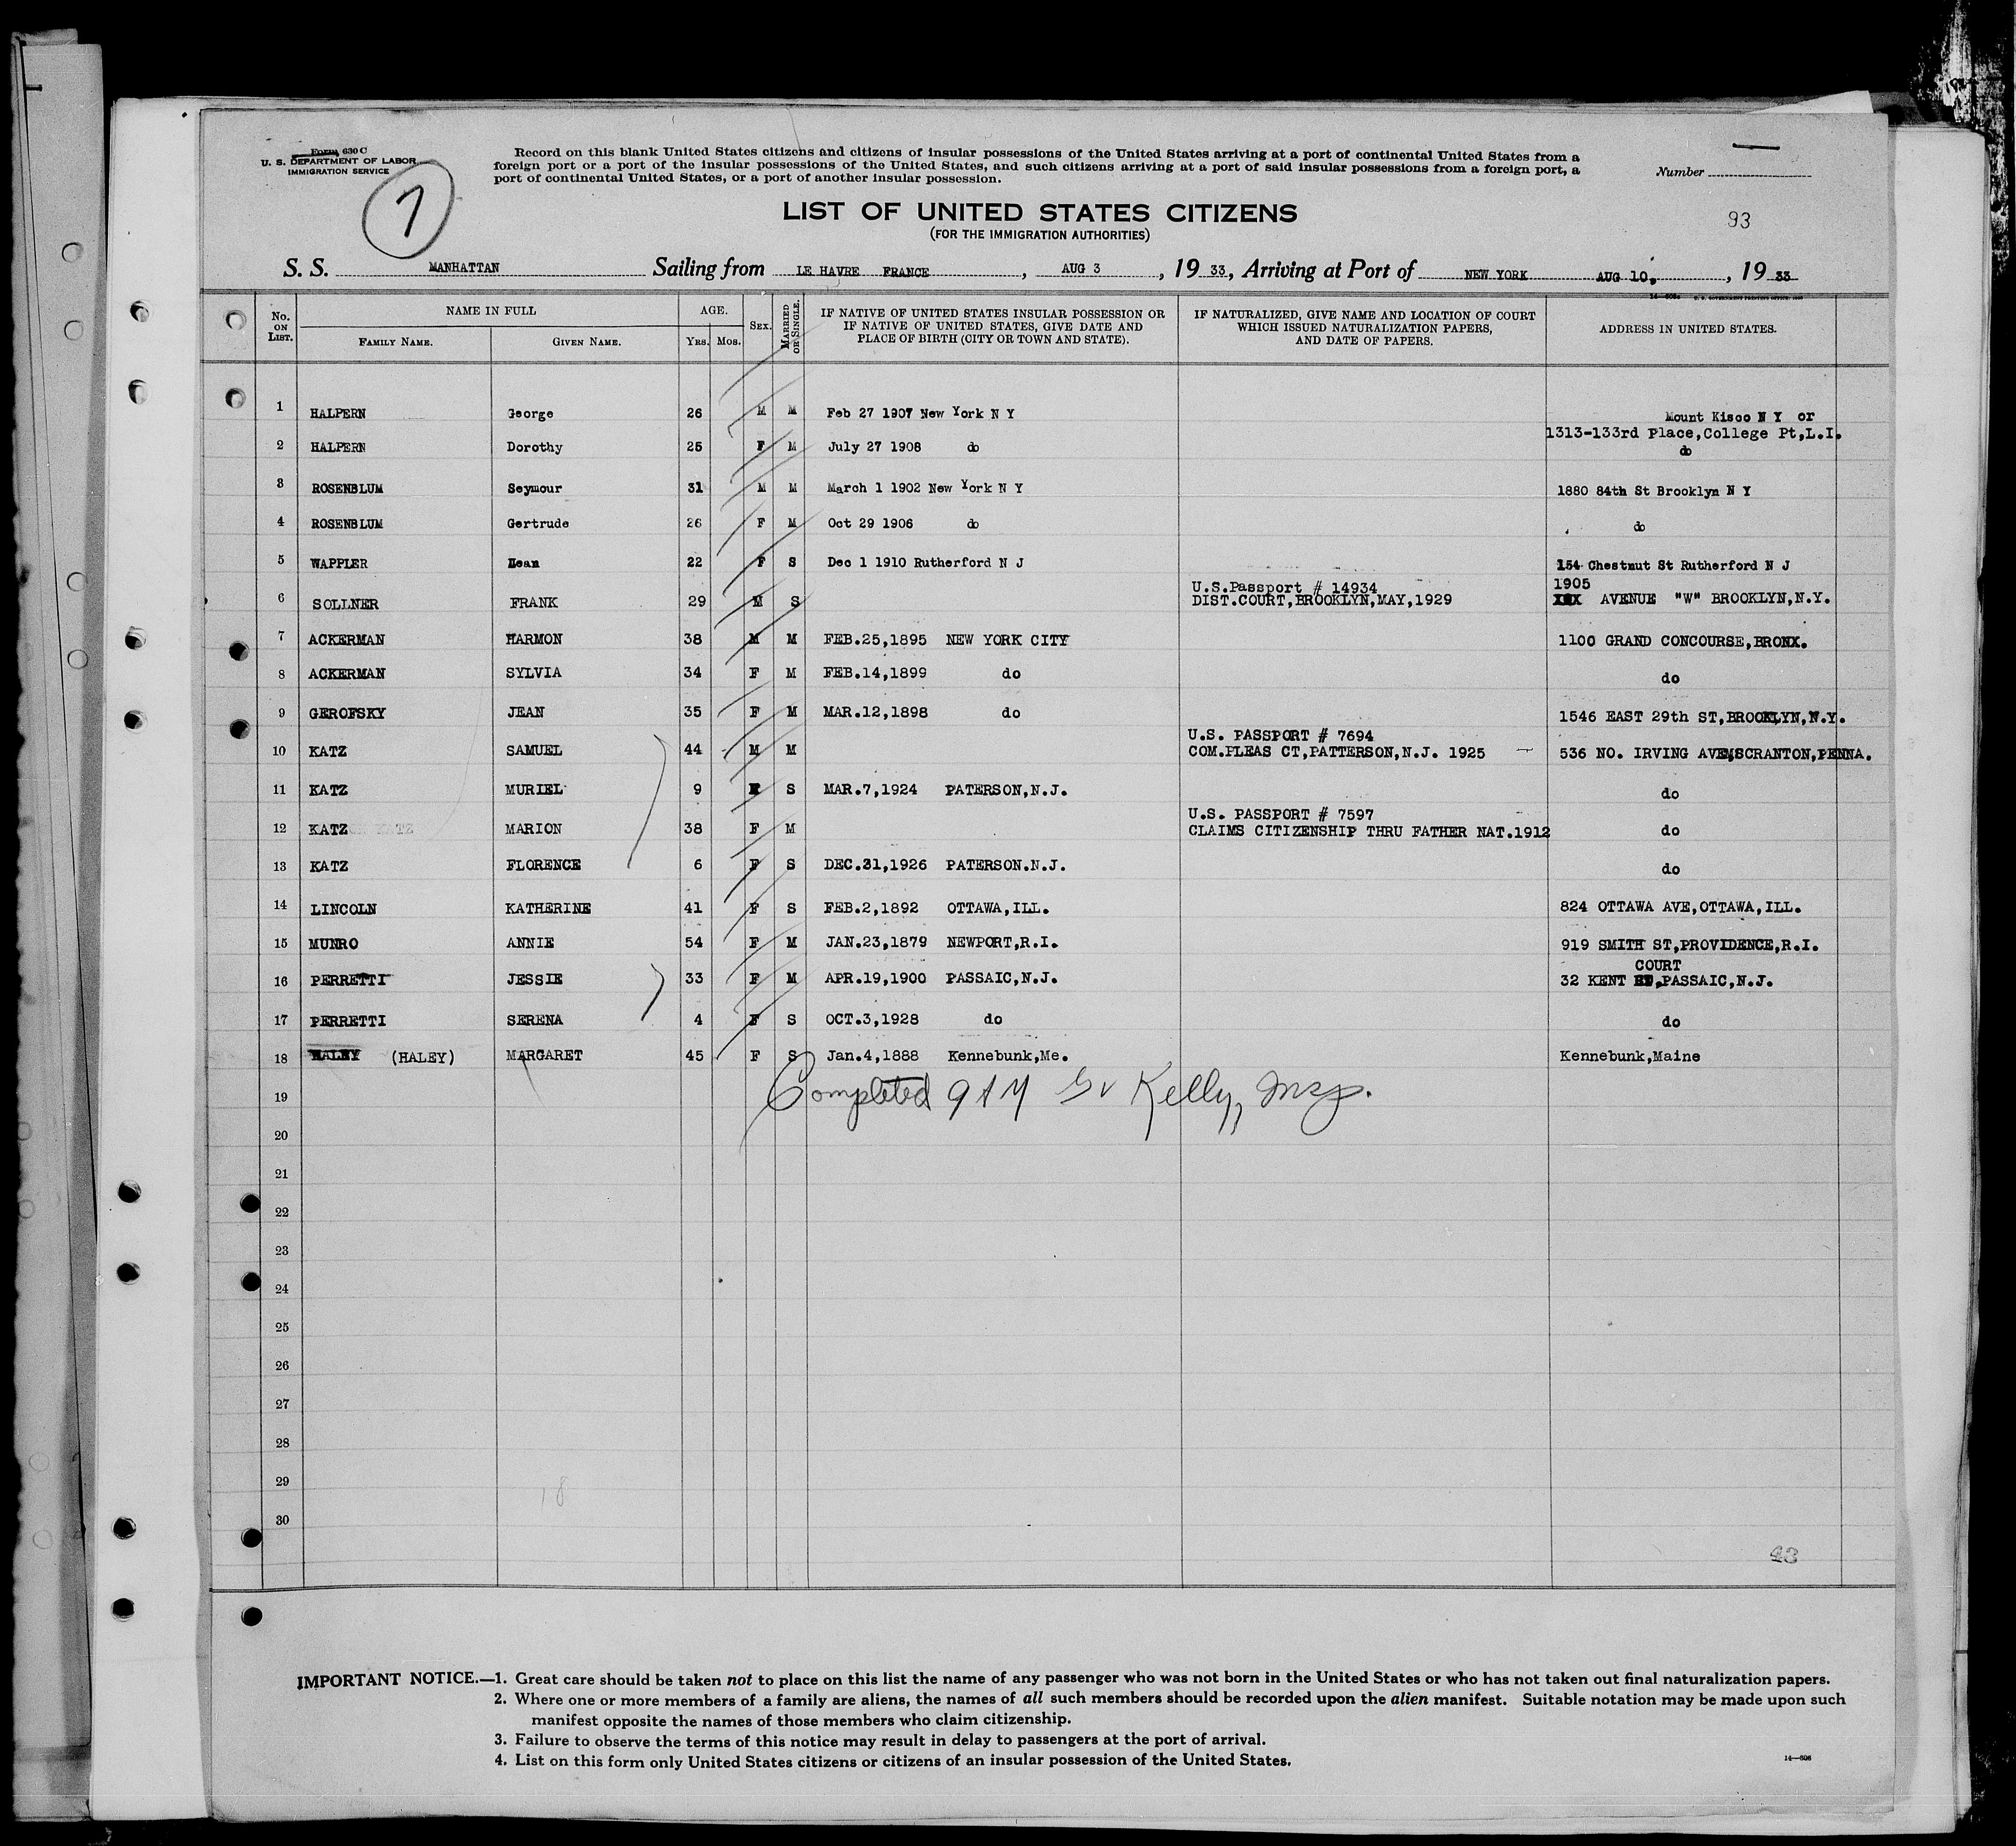 Form 630 C
U. S. DEPARTMENT OF LABOR
IMMIGRATION SERVICE
7
Record on this blank United States citizens and citizens of insular possessions of the United States arriving at a port of continental United States from a
foreign port or a port of the insular possessions of the United States, and such citizens arriving at a port of said insular possessions from a foreign port, a
port of continental United States, or a port of another insular possession.
Number
LIST OF UNITED STATES CITIZENS
(FOR THE IMMIGRATION AUTHORITIES)
93
S. S. MANHATTAN Sailing from LE HAVRE FRANCE, AUG 3, 19 33, Arriving at Port of NEW YORK AUG 10, , 19 33
No. ON LIST. NAME IN FULL FAMILY NAME. GIVEN NAME. AGE. YRS. MOS. SEX. MARRIED OR SINGLE. IF NATIVE OF UNITED STATES INSULAR POSSESSION OR IF NATIVE OF UNITED STATES, GIVE DATE AND PLACE OF BIRTH (CITY OR TOWN AND STATE). IF NATURALIZED, GIVE NAME AND LOCATION OF COURT WHICH ISSUED NATURALIZATION PAPERS, AND DATE OF PAPERS. ADDRESS IN UNITED STATES.
1 HALPERN George 26 M M Feb 27 1907 New York N Y Mount Kisco N Y or
1313-133rd Place,College Pt,L.I.
2 HALPERN Dorothy 25 F M July 27 1908 do do
3 ROSENBLUM Seymour 31 M M March 1 1902 New York N Y 1880 84th St Brooklyn N Y
4 ROSENBLUM Gertrude 26 F M Oct 29 1906 do do
5 WAPPLER 22 F S Dec 1 1910 Rutherford N J 154 Chestnut St Rutherford N J
U.S.Passport # 14934 1905
6 SOLLNER FRANK 29 M S DIST.COURT,BROOKLYN,MAY,1929 XXX AVENUE "W" BROOKLYN,N.Y.
7 ACKERMAN HARMON 38 M M FEB.25,1895 NEW YORK CITY 1100 GRAND CONCOURSE,BRONX.
8 ACKERMAN SYLVIA 34 F M FEB.14,1899 do do
9 GEROFSKY JEAN 35 F M MAR.12,1898 do 1546 EAST 29th ST,BROOKLYN,N.Y.
U.S. PASSPORT # 7694
10 KATZ SAMUEL 44 M M COM.PLEAS CT,PATTERSON,N.J. 1925 536 NO. IRVING AVE,SCRANTON,PENNA.
11 KATZ MURIEL 9 F S MAR.7,1924 PATERSON,N.J. do
U.S. PASSPORT # 7597
12 KATZ MARION 38 F M CLAIMS CITIZENSHIP THRU FATHER NAT.1912 do
13 KATZ FLORENCE 6 F S DEC.31,1926 PATERSON.N.J. do
14 LINCOLN KATHERINE 41 F S FEB.2,1892 OTTAWA,ILL. 824 OTTAWA AVE,OTTAWA,ILL.
15 MUNRO ANNIE 54 F M JAN.23,1879 NEWPORT,R.I. 919 SMITH ST,PROVIDENCE,R.I.
COURT
16 PERRETTI JESSIE 33 F M APR.19,1900 PASSAIC,N.J. 32 KENT PASSAIC,N.J.
17 PERRETTI SERENA 4 F S OCT.3,1928 do do
18 HALEY (HALEY) MARGARET 45 F S Jan.4,1888 Kennebunk,Me. Kennebunk,Maine
19 Completed 9 AM Kelly, Insp.
20
21
22
23
24
25
26
27
28
29
18
30
43
IMPORTANT NOTICE.—1. Great care should be taken not to place on this list the name of any passenger who was not born in the United States or who has not taken out final naturalization papers.
2. Where one or more members of a family are aliens, the names of all such members should be recorded upon the alien manifest. Suitable notation may be made upon such
manifest opposite the names of those members who claim citizenship.
3. Failure to observe the terms of this notice may result in delay to passengers at the port of arrival.
4. List on this form only United States citizens or citizens of an insular possession of the United States.
14—606